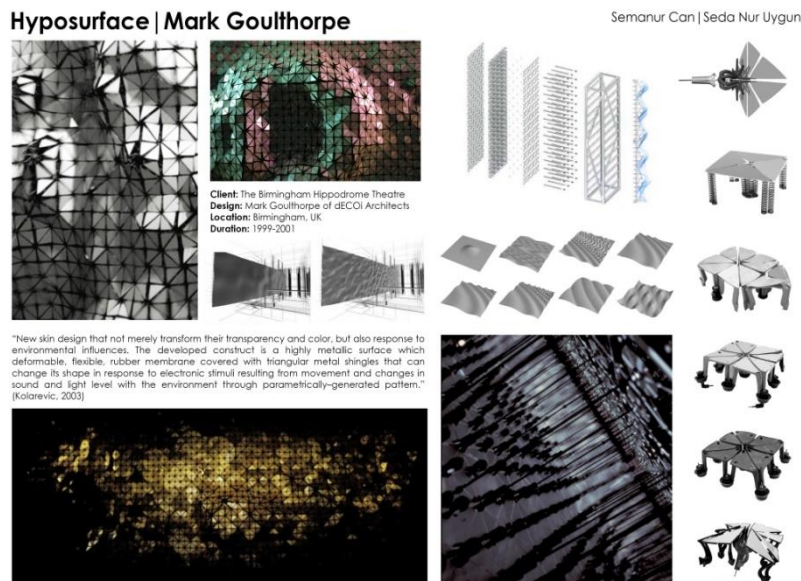 Hyposurface | Mark Goulthorpe
Semanur Can | Seda Nur Uygun
Client: The Birmingham Hippodrome Theatre
Design: Mark Goulthorpe of dECOi Architects
Location: Birmingham, UK
Duration: 1999-2001
"New skin design that not merely transform their transparency and color, but also response to
environmental influences. The developed construct is a highly metallic surface which
deformable, flexible, rubber membrane covered with triangular metal shingles that can
change its shape in response to electronic stimuli resulting from movement and changes in
sound and light level with the environment through parametrically-generated pattern."
(Kolarevic, 2003)